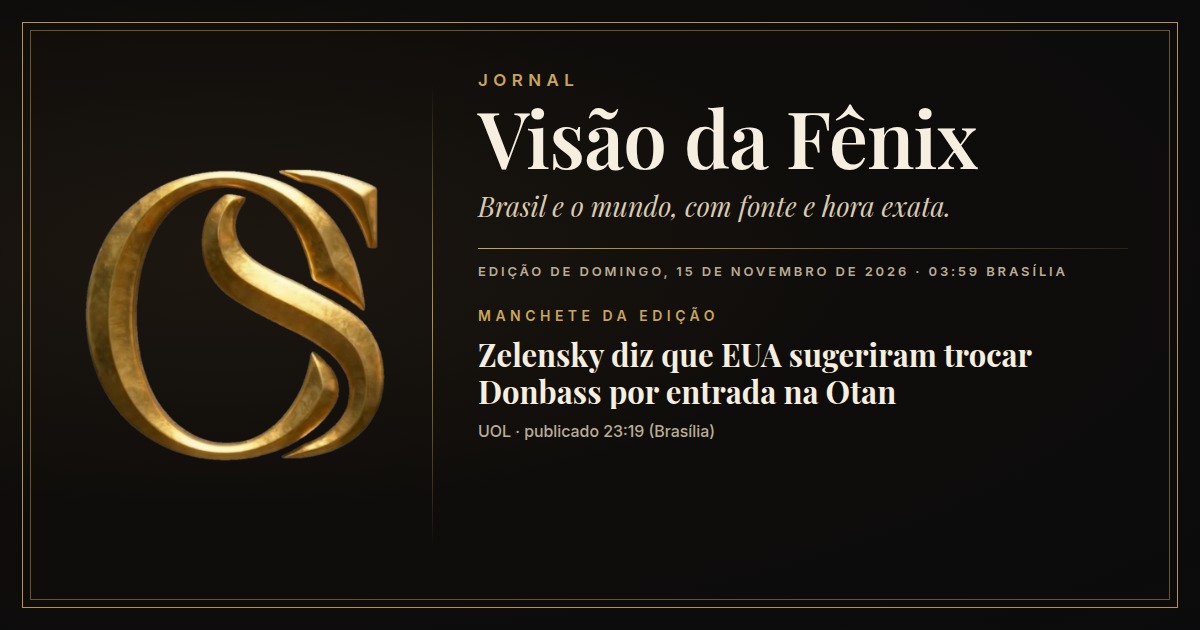 JORNAL
Visão da Fênix
Brasil e o mundo, com fonte e hora exata.
EDIÇÃO DE DOMINGO, 15 DE NOVEMBRO DE 2026 · 03:59 BRASÍLIA
MANCHETE DA EDIÇÃO
Zelensky diz que EUA sugeriram trocar
Donbass por entrada na Otan
UOL · publicado 23:19 (Brasília)